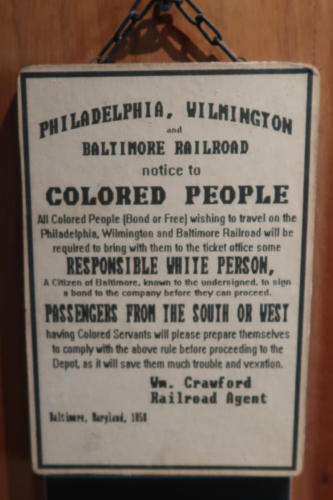 PHILADELPHIA, WILMINGTON
and
BALTIMORE RAILROAD
notice to
COLORED PEOPLE
All Colored People (Bond or Free) wishing to travel on the
Philadelphia, Wilmington and Baltimore Railroad will be
required to bring with them to the ticket office some
RESPONSIBLE WHITE PERSON,
A Citizen of Baltimore, known to the undersigned, to sign
a bond to the company before they can proceed.
PASSENGERS FROM THE SOUTH OR WEST
having Colored Servants will please prepare themselves
to comply with the above rule before proceeding to the
Depot, as it will save them much trouble and vexation.
Wm. Crawford
Railroad Agent
Baltimore, Maryland, 1858